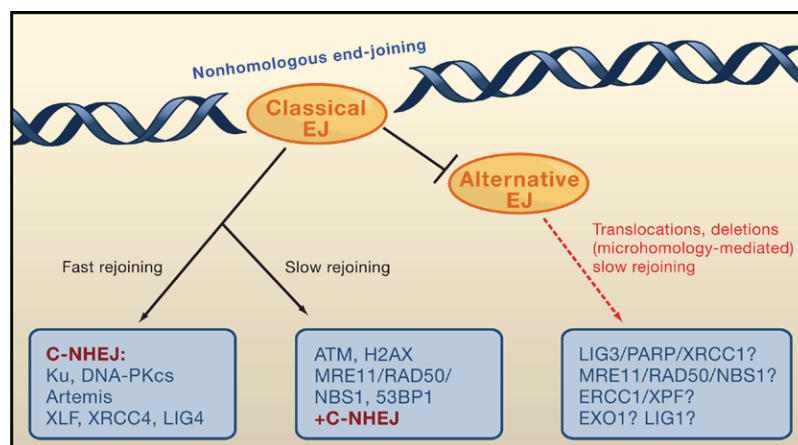 Nonhomologous end-joining
Classical
EJ
Alternative
EJ
Translocations, deletions
(microhomology-mediated)
slow rejoining
Fast rejoining
Slow rejoining
C-NHEJ:
Ku, DNA-PKcs
Artemis
XLF, XRCC4, LIG4
ATM, H2AX
MRE11/RAD50/
NBS1, 53BP1
+C-NHEJ
LIG3/PARP/XRCC1?
MRE11/RAD50/NBS1?
ERCC1/XPF?
EXO1? LIG1?